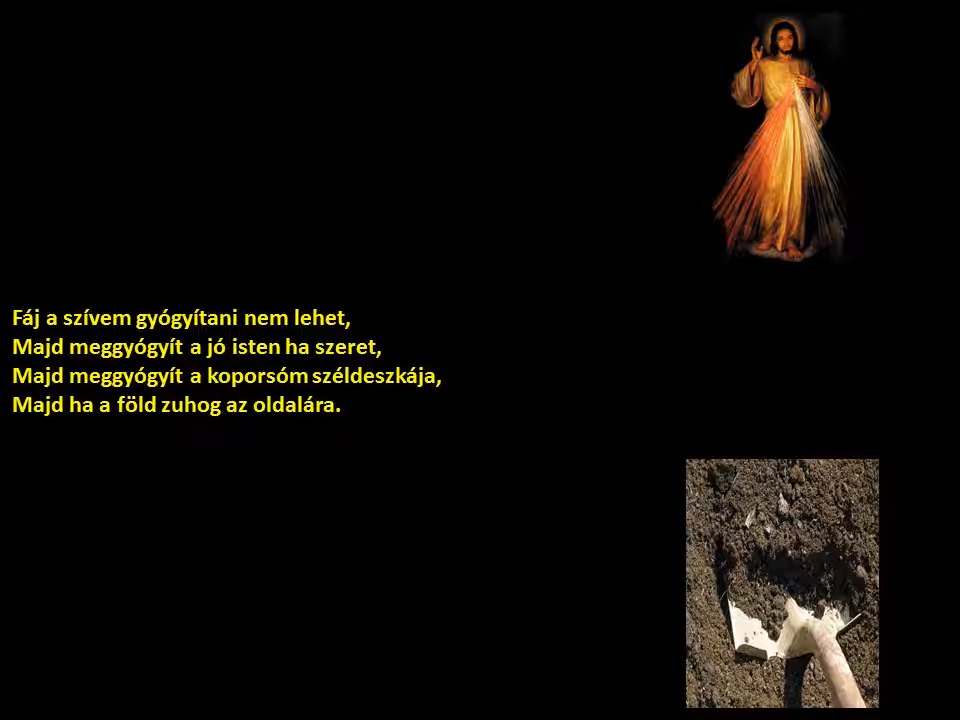 Fáj a szívem gyógyítani nem lehet,
Majd meggyógyít a jó isten ha szeret,
Majd meggyógyít a koporsóm széldeszkája,
Majd ha a föld zuhog az oldalára.